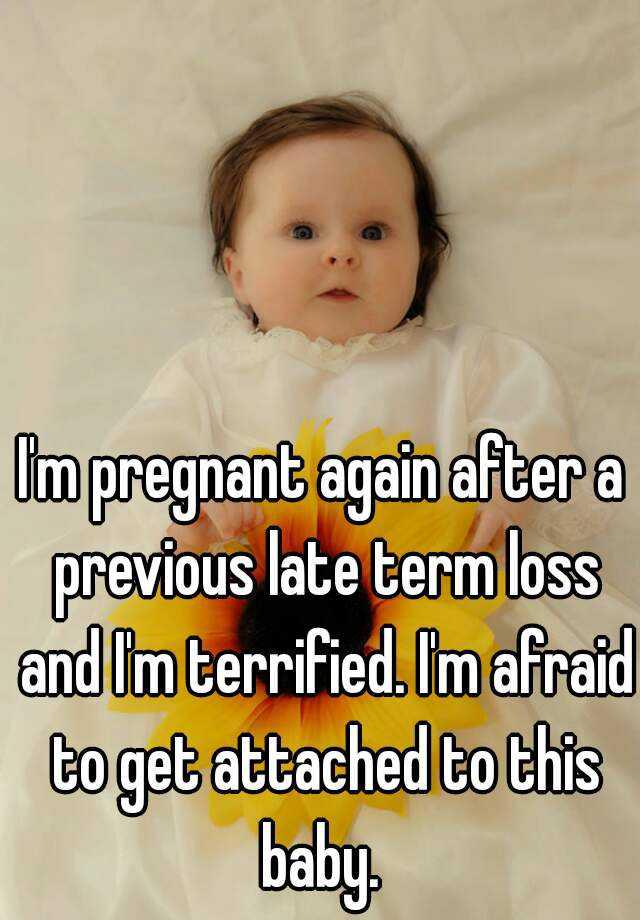 I'm pregnant again after a
previous late term loss
and I'm terrified. I'm afraid
to get attached to this
baby.